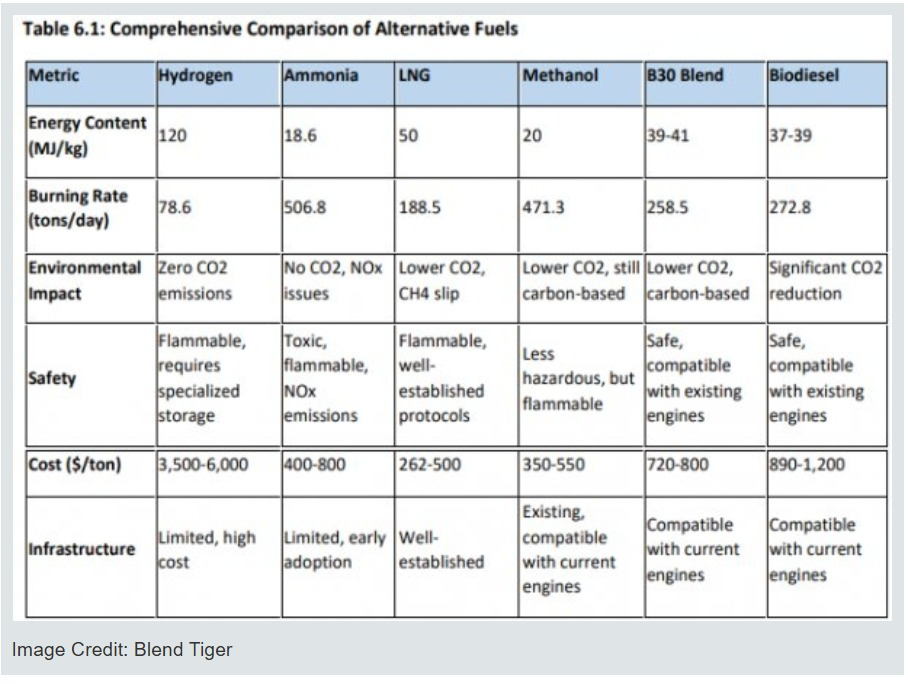 Table 6.1: Comprehensive Comparison of Alternative Fuels
Metric Hydrogen Ammonia LNG Methanol B30 Blend Biodiesel
Energy Content (MJ/kg) 120 18.6 50 20 39-41 37-39
Burning Rate (tons/day) 78.6 506.8 188.5 471.3 258.5 272.8
Environmental Impact Zero CO2 emissions No CO2, NOx issues Lower CO2, CH4 slip Lower CO2, still carbon-based Lower CO2, carbon-based Significant CO2 reduction
Safety Flammable, requires specialized storage Toxic, flammable, NOx emissions Flammable, well-established protocols Less hazardous, but flammable Safe, compatible with existing engines Safe, compatible with existing engines
Cost ($/ton) 3,500-6,000 400-800 262-500 350-550 720-800 890-1,200
Infrastructure Limited, high cost Limited, early adoption Well-established Existing, compatible with current engines Compatible with current engines Compatible with current engines
Image Credit: Blend Tiger